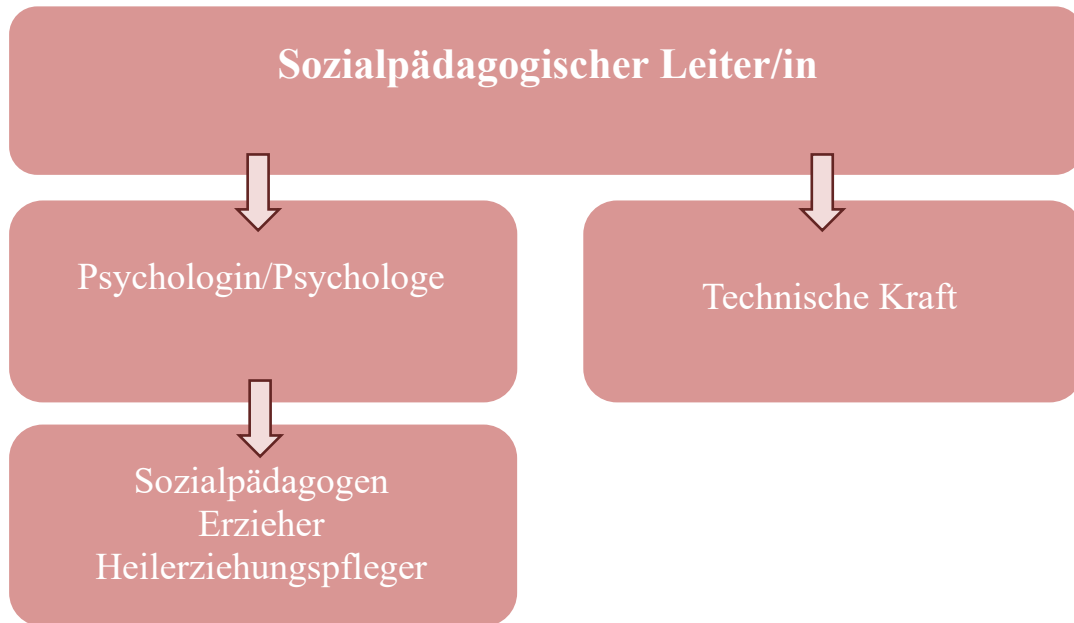 Sozialpädagogischer Leiter/in
Psychologin/Psychologe
Technische Kraft
Sozialpädagogen
Erzieher
Heilerziehungspfleger